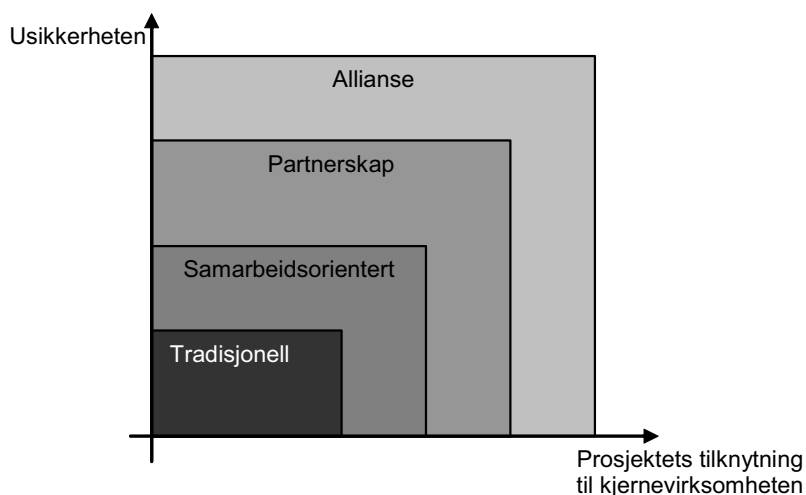 Usikkerheten
Allianse
Partnerskap
Samarbeidsorientert
Tradisjonell
Prosjektets tilknytning
til kjernevirksomheten